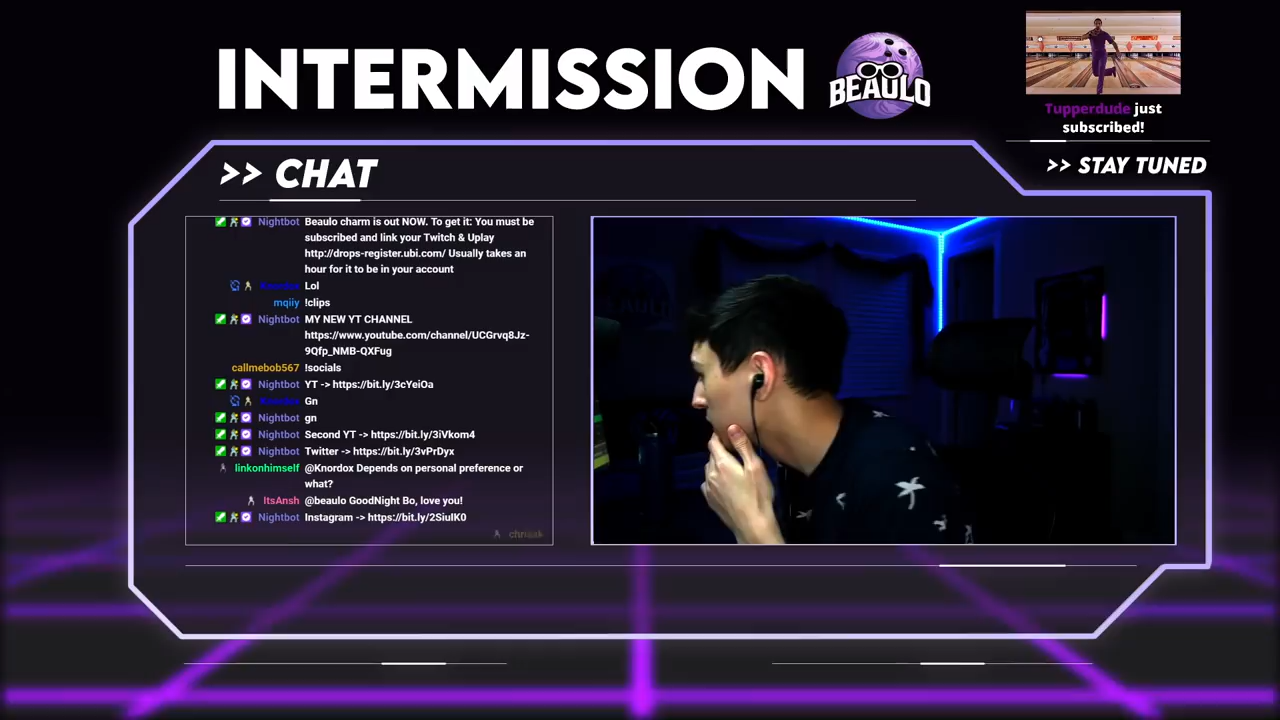 INTERMISSION
BEAULO
Tupperdude just
subscribed!
>> STAY TUNED
>> CHAT
Nightbot Beaulo charm is out NOW. To get it: You must be
subscribed and link your Twitch & Uplay
http://drops-register.ubi.com/ Usually takes an
hour for it to be in your account
Lol
mqiiy !clips
Nightbot MY NEW YT CHANNEL
https://www.youtube.com/channel/UCGrvq8Jz-
9Qfp_NMB-QXFug
callmebob567 !socials
Nightbot YT -> https://bit.ly/3cYeiOa
Gn
Nightbot gn
Nightbot Second YT -> https://bit.ly/3iVkom4
Nightbot Twitter -> https://bit.ly/3vPrDyx
linkonhimself @Knordox Depends on personal preference or
what?
ItsAnsh @beaulo GoodNight Bo, love you!
Nightbot Instagram -> https://bit.ly/2SiuIK0